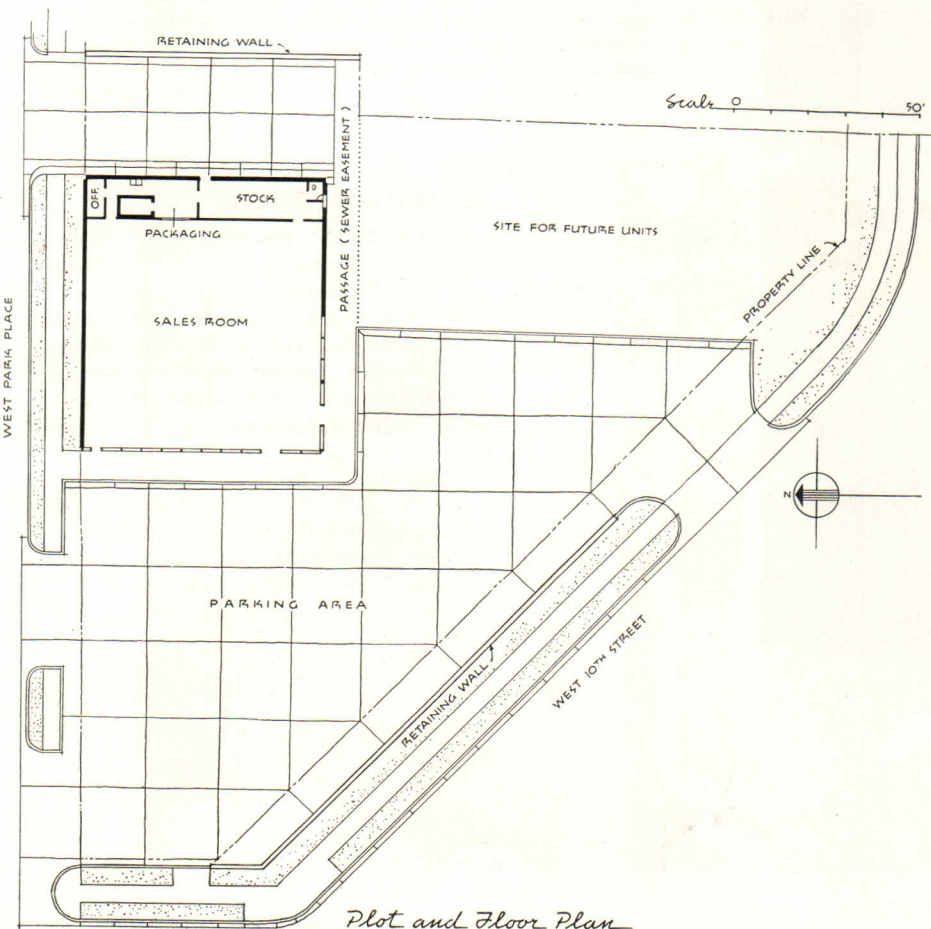 RETAINING WALL
Scale 0 50'
PASSAGE (SEWER EASEMENT)
OFF.
STOCK
PACKAGING
SITE FOR FUTURE UNITS
PROPERTY LINE
SALES ROOM
WEST PARK PLACE
N
PARKING AREA
RETAINING WALL
WEST 10TH STREET
Plot and Floor Plan